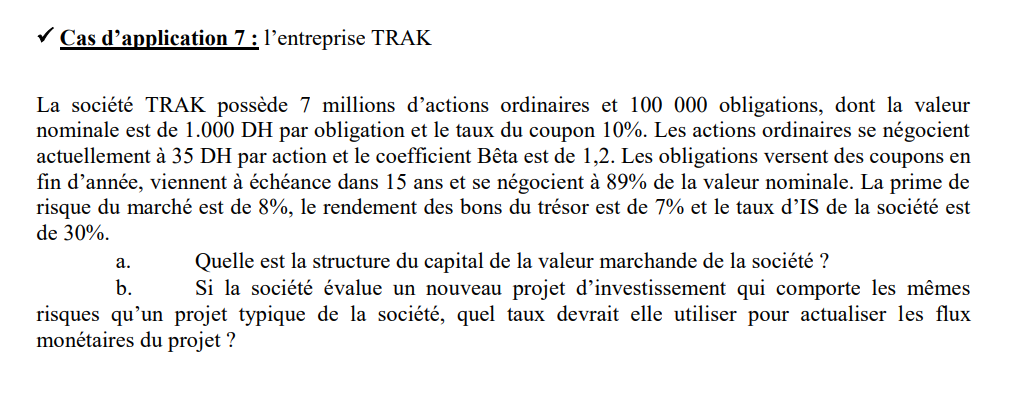 ✓ Cas d'application 7 : l'entreprise TRAK
La société TRAK possède 7 millions d'actions ordinaires et 100 000 obligations, dont la valeur
nominale est de 1.000 DH par obligation et le taux du coupon 10%. Les actions ordinaires se négocient
actuellement à 35 DH par action et le coefficient Bêta est de 1,2. Les obligations versent des coupons en
fin d'année, viennent à échéance dans 15 ans et se négocient à 89% de la valeur nominale. La prime de
risque du marché est de 8%, le rendement des bons du trésor est de 7% et le taux d'IS de la société est
de 30%.
a. Quelle est la structure du capital de la valeur marchande de la société ?
b. Si la société évalue un nouveau projet d'investissement qui comporte les mêmes
risques qu'un projet typique de la société, quel taux devrait elle utiliser pour actualiser les flux
monétaires du projet ?